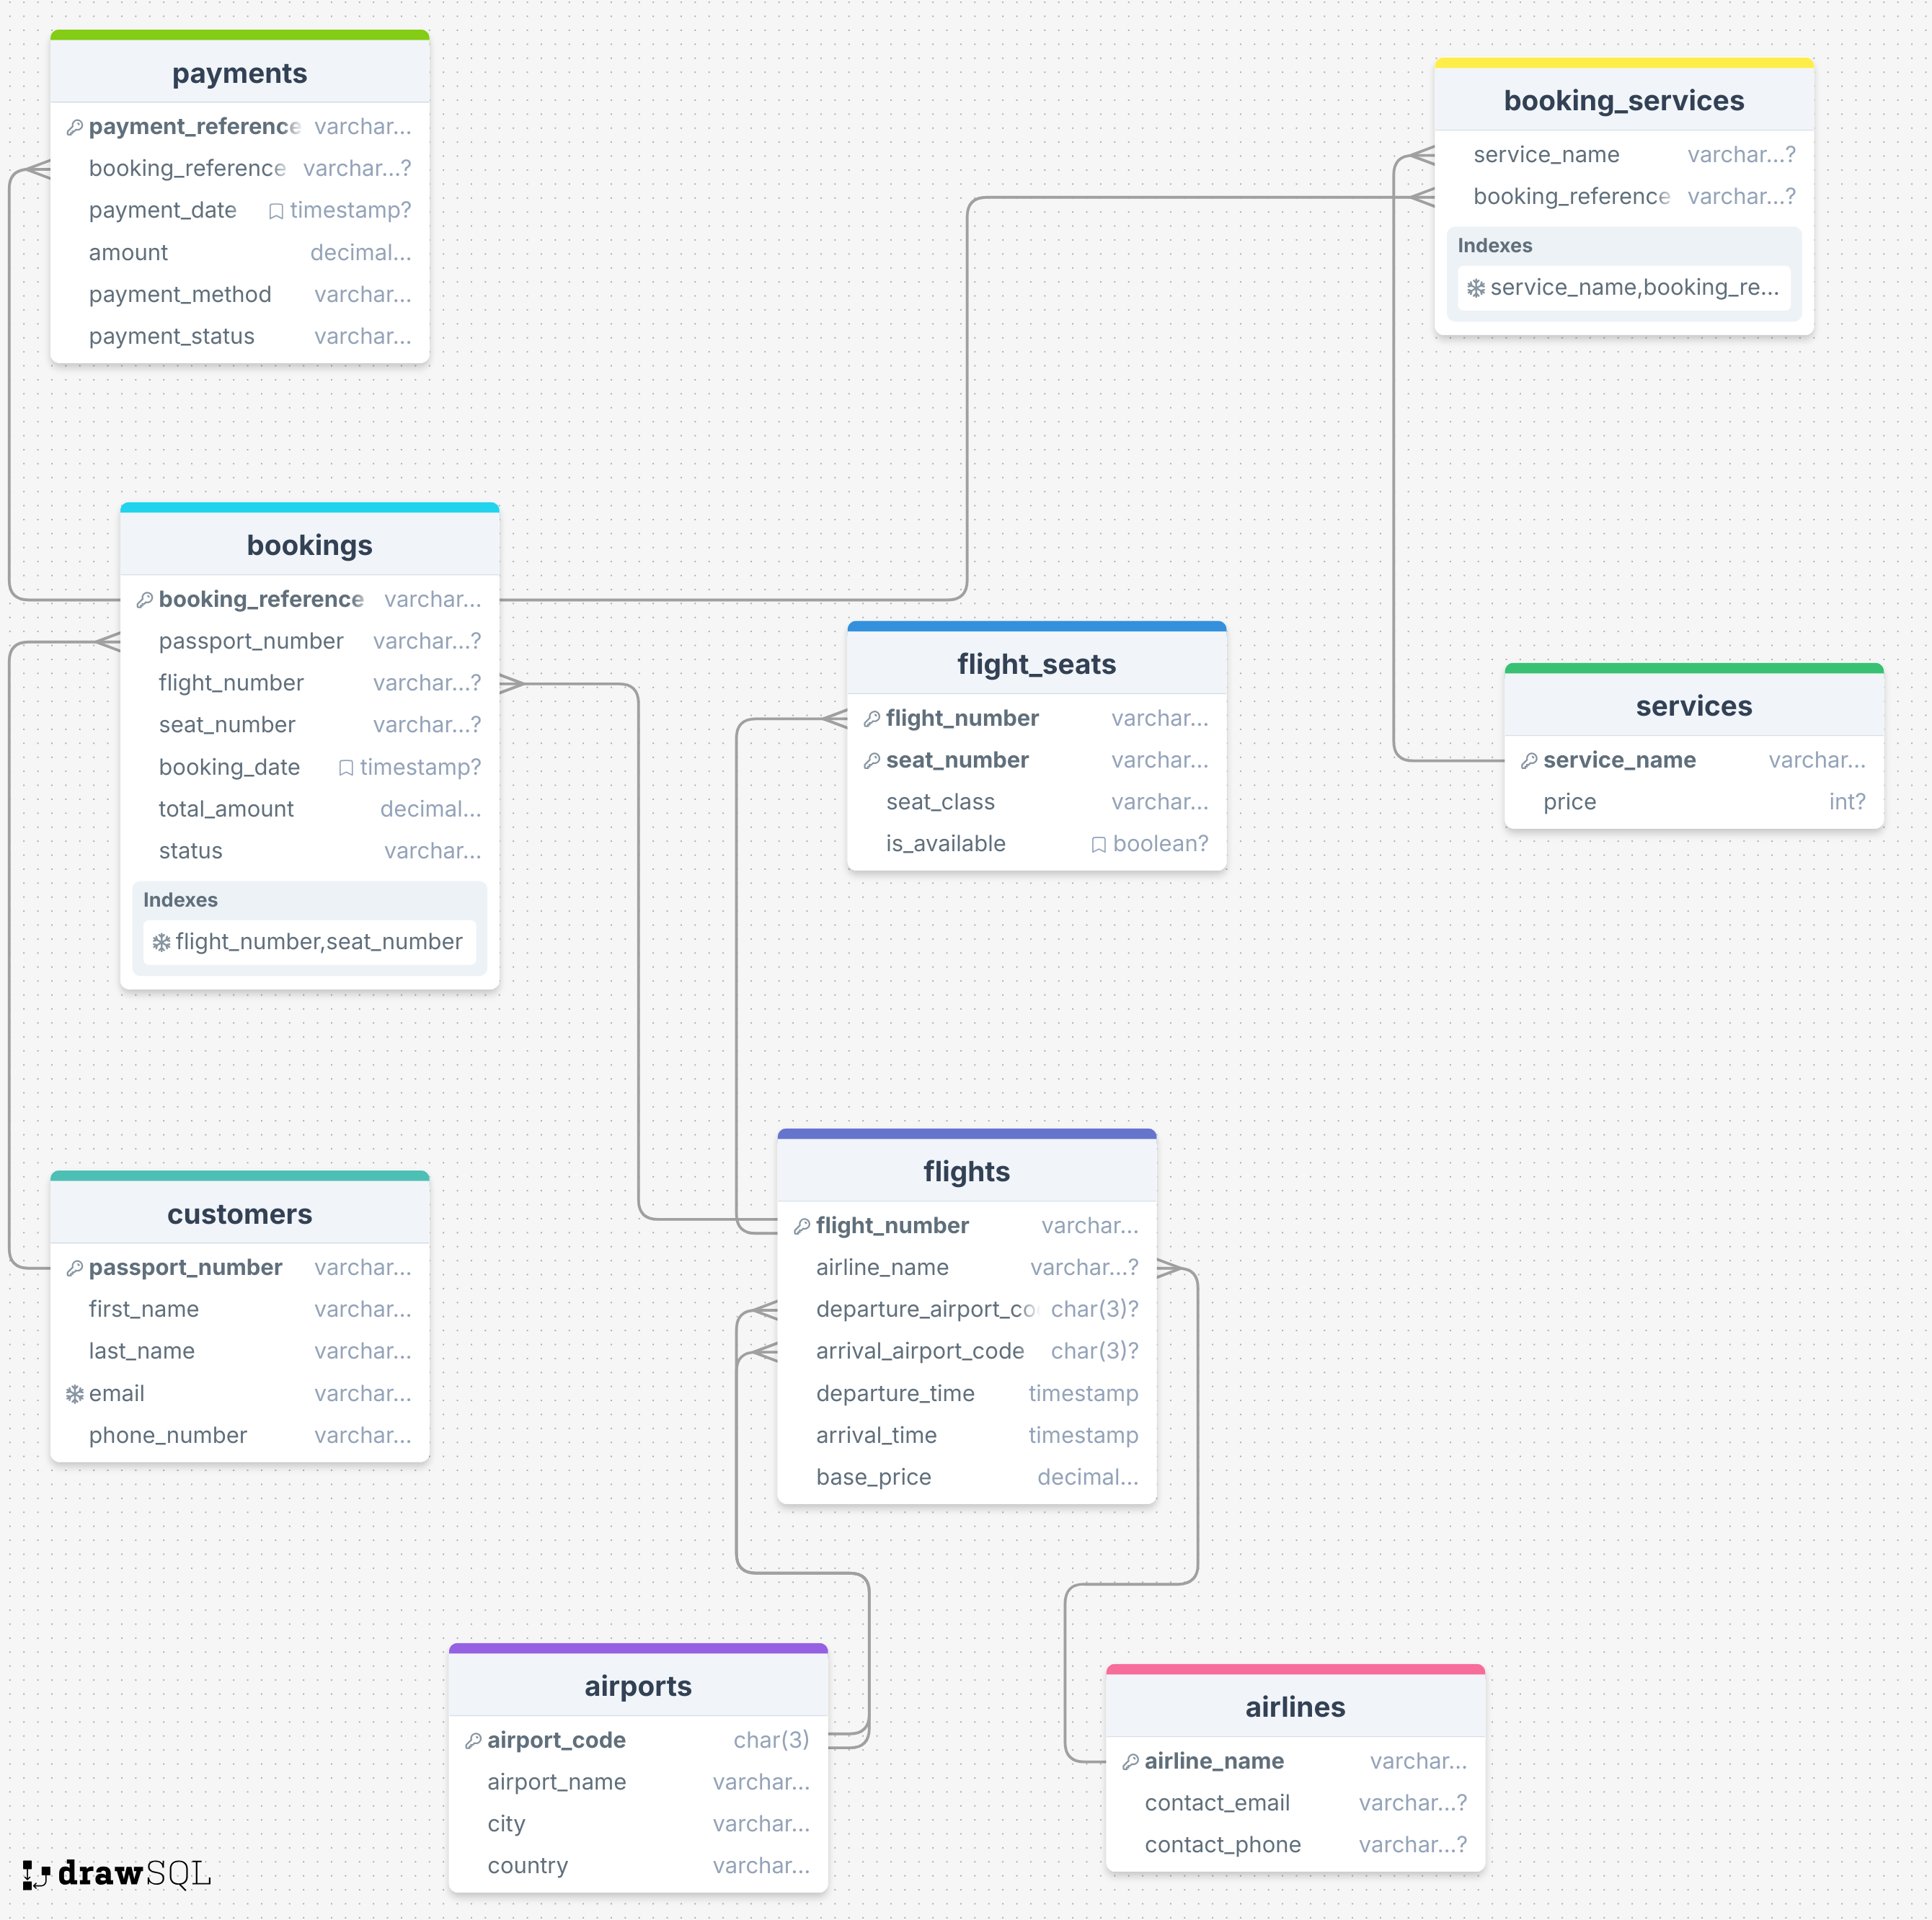 payments
payment_reference varchar...
booking_reference varchar...?
payment_date timestamp?
amount decimal...
payment_method varchar...
payment_status varchar...
booking_services
service_name varchar...?
booking_reference varchar...?
Indexes
service_name,booking_re...
bookings
booking_reference varchar...
passport_number varchar...?
flight_number varchar...?
seat_number varchar...?
booking_date timestamp?
total_amount decimal...
status varchar...
Indexes
flight_number,seat_number
flight_seats
flight_number varchar...
seat_number varchar...
seat_class varchar...
is_available boolean?
services
service_name varchar...
price int?
customers
passport_number varchar...
first_name varchar...
last_name varchar...
email varchar...
phone_number varchar...
flights
flight_number varchar...
airline_name varchar...?
departure_airport_co char(3)?
arrival_airport_code char(3)?
departure_time timestamp
arrival_time timestamp
base_price decimal...
airports
airport_code char(3)
airport_name varchar...
city varchar...
country varchar...
airlines
airline_name varchar...
contact_email varchar...?
contact_phone varchar...?
drawSQL